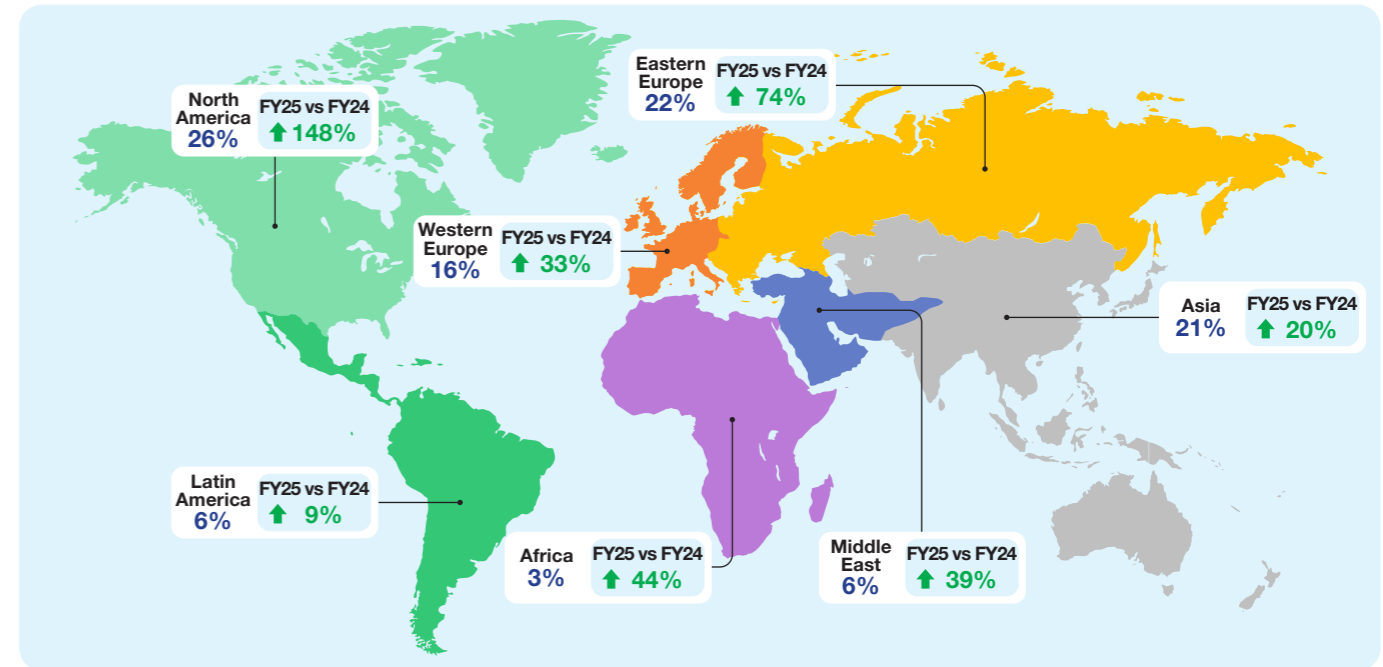 Eastern
Europe
22%
FY25 vs FY24
74%
North
America
26%
FY25 vs FY24
148%
Western
Europe
16%
FY25 vs FY24
33%
Asia
21%
FY25 vs FY24
20%
Latin
America
6%
FY25 vs FY24
9%
Africa
3%
FY25 vs FY24
44%
Middle
East
6%
FY25 vs FY24
39%